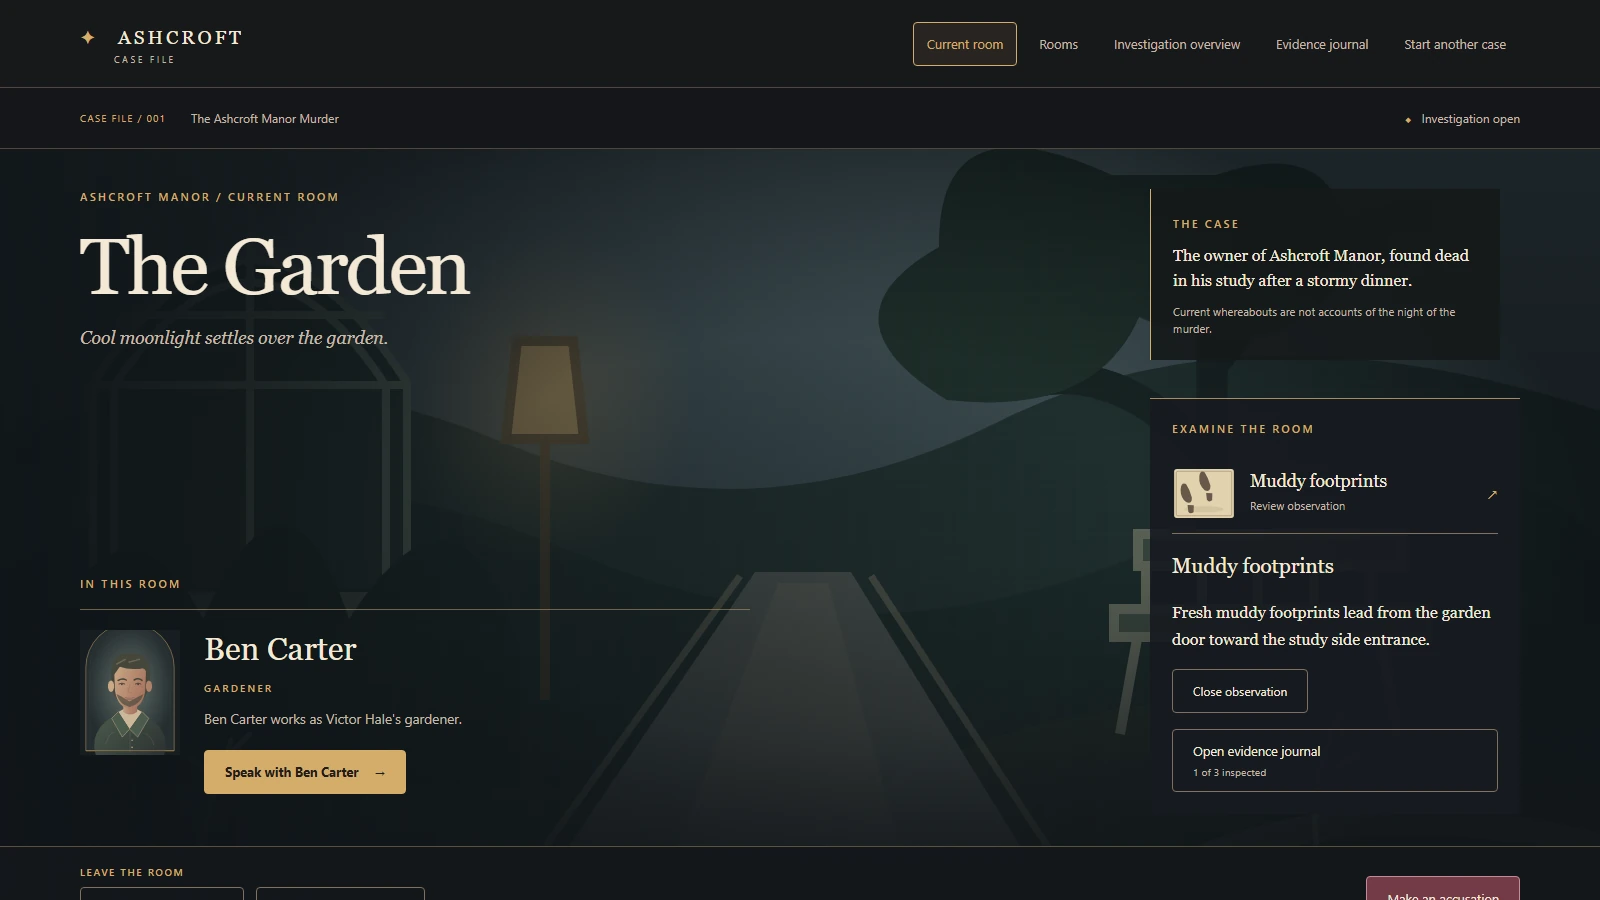 ASHCROFT
CASE FILE
Current room
Rooms
Investigation overview
Evidence journal
Start another case
CASE FILE / 001
The Ashcroft Manor Murder
Investigation open
ASHCROFT MANOR / CURRENT ROOM
The Garden
Cool moonlight settles over the garden.
THE CASE
The owner of Ashcroft Manor, found dead
in his study after a stormy dinner.
Current whereabouts are not accounts of the night of the
murder.
EXAMINE THE ROOM
Muddy footprints
Review observation
Muddy footprints
Fresh muddy footprints lead from the garden
door toward the study side entrance.
Close observation
Open evidence journal
1 of 3 inspected
IN THIS ROOM
Ben Carter
GARDENER
Ben Carter works as Victor Hale's gardener.
Speak with Ben Carter →
LEAVE THE ROOM
Make an accusation